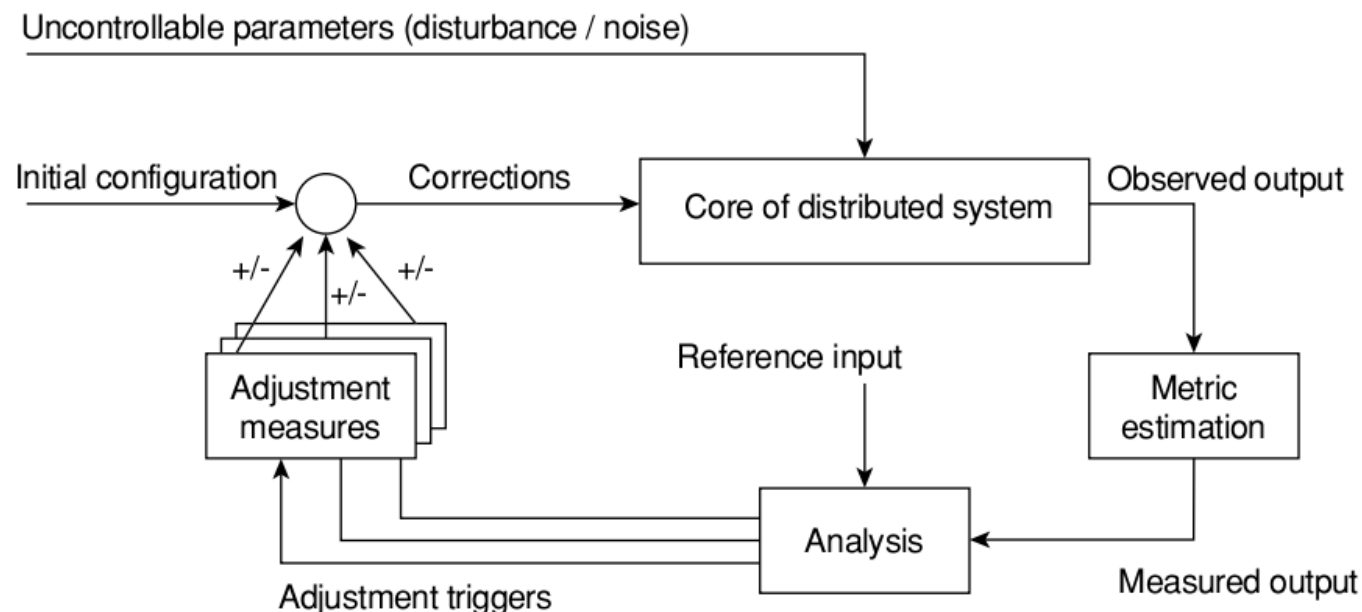 Uncontrollable parameters (disturbance / noise)
Initial configuration
Corrections
Core of distributed system
Observed output
+/-
+/-
+/-
Adjustment
measures
Reference input
Metric
estimation
Analysis
Adjustment triggers
Measured output